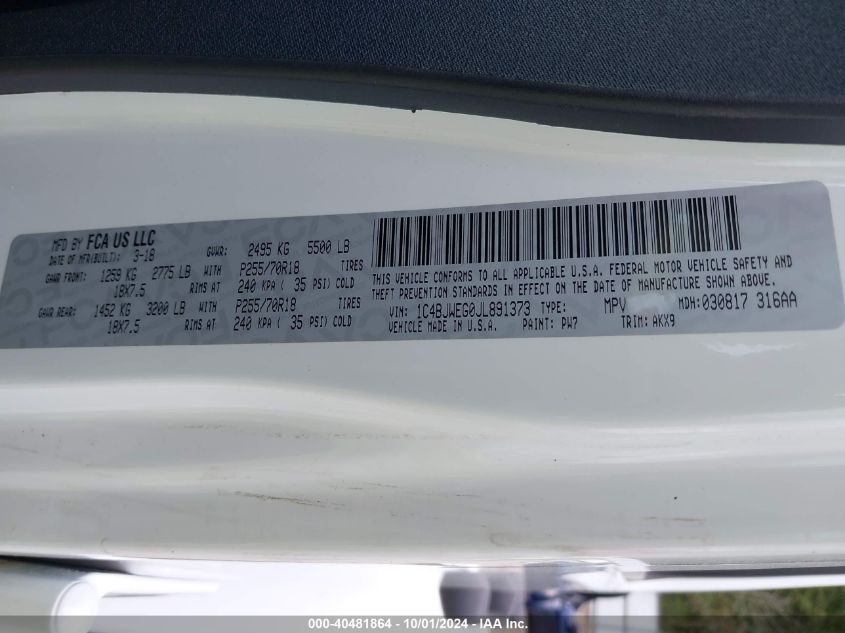 MFD BY FCA US LLC
DATE OF MFR(BUILT): 3-18
GVWR: 2495 KG 5500 LB
GAWR FRONT: 1259 KG 2775 LB WITH P255/70R18 TIRES
18X7.5 RIMS AT 240 KPA ( 35 PSI) COLD
GAWR REAR: 1452 KG 3200 LB WITH P255/70R18 TIRES
18X7.5 RIMS AT 240 KPA ( 35 PSI) COLD
THIS VEHICLE CONFORMS TO ALL APPLICABLE U.S.A. FEDERAL MOTOR VEHICLE SAFETY AND
THEFT PREVENTION STANDARDS IN EFFECT ON THE DATE OF MANUFACTURE SHOWN ABOVE.
VIN: 1C4BJWEG0JL891373 TYPE: MPV MDH:030817 316AA
VEHICLE MADE IN U.S.A. PAINT: PW7 TRIM: AKX9
000-40481864 - 10/01/2024 - IAA Inc.